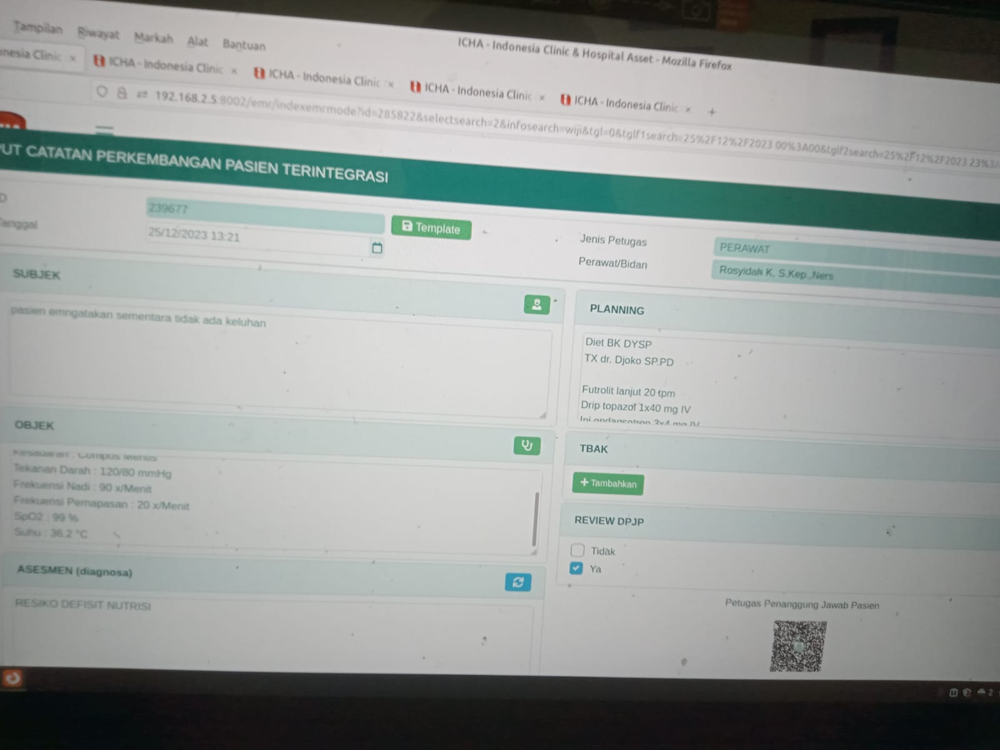 Tampilan Riwayat Markah Alat Bantuan
ICHA - Indonesia Clinic & Hospital Asset - Mozilla Firefox
nesia Clinic × ICHA - Indonesia Clinic × ICHA - Indonesia Clinic × ICHA - Indonesia Clinic × ICHA - Indonesia Clinic × +
192.168.2.5:8002/emr/indexemrmode?id=285822&selectsearch=2&infosearch=wiji&tgl=0&tglf1search=25%2F12%2F2023 00%3A00&tglf2search=25%2F12%2F2023 23%3A
UT CATATAN PERKEMBANGAN PASIEN TERINTEGRASI
D
239677
Tanggal
25/12/2023 13:21
Template
Jenis Petugas
PERAWAT
Perawat/Bidan
Rosyidah K, S.Kep.,Ners
SUBJEK
pasien emngatakan sementara tidak ada keluhan
OBJEK
Kesadaran : Compos Mentis
Tekanan Darah : 120/80 mmHg
Frekuensi Nadi : 90 x/Menit
Frekuensi Pernapasan : 20 x/Menit
SpO2 : 99 %
Suhu : 36.2 °C
ASESMEN (diagnosa)
RESIKO DEFISIT NUTRISI
PLANNING
Diet BK DYSP
TX dr. Djoko SP.PD
Futrolit lanjut 20 tpm
Drip topazof 1x40 mg IV
Inj ondansetron 3x4 mg IV
TBAK
+ Tambahkan
REVIEW DPJP
Tidak
Ya
Petugas Penanggung Jawab Pasien
2